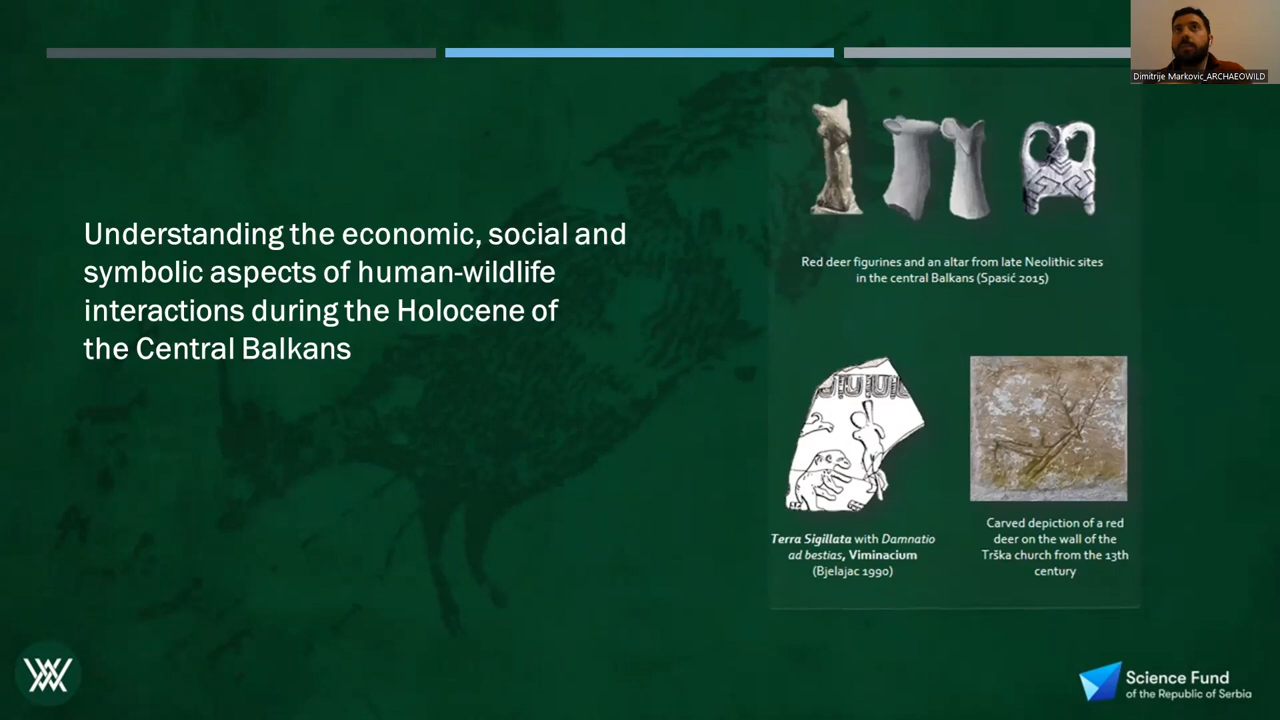 Dimitrije Markovic_ARCHAEOWILD
Understanding the economic, social and
symbolic aspects of human-wildlife
interactions during the Holocene of
the Central Balkans
Red deer figurines and an altar from late Neolithic sites
in the central Balkans (Spasić 2015)
Terra Sigillata with Damnatio
ad bestias, Viminacium
(Bjelajac 1990)
Carved depiction of a red
deer on the wall of the
Trška church from the 13th
century
Science Fund
of the Republic of Serbia